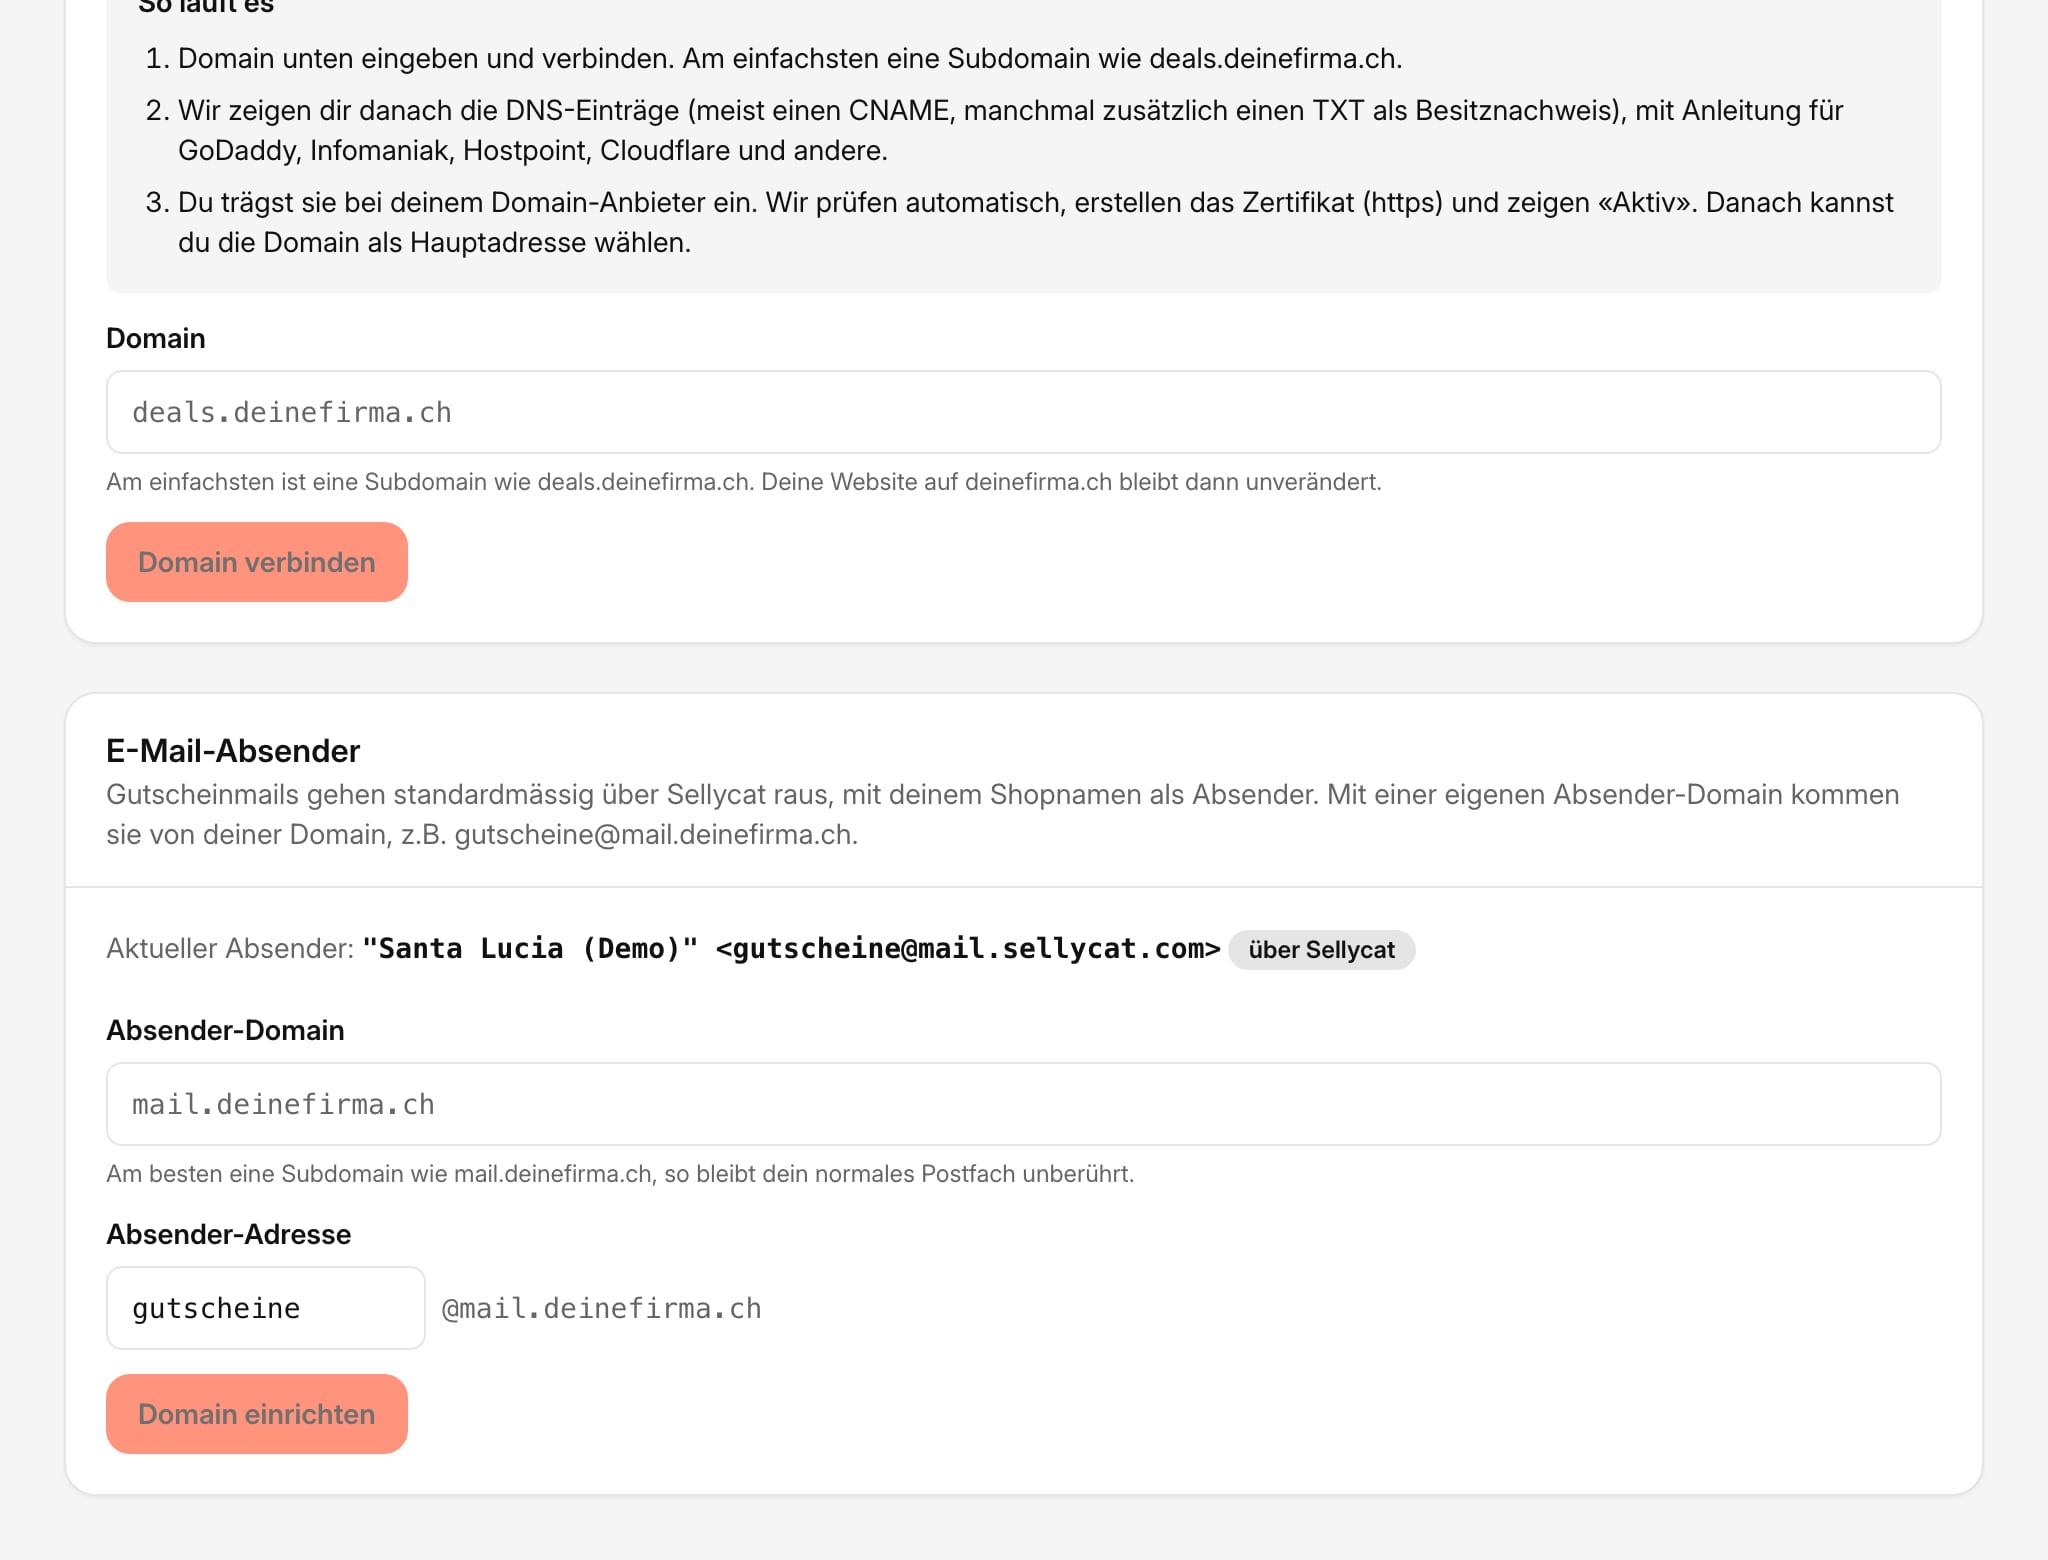 So läuft es
1. Domain unten eingeben und verbinden. Am einfachsten eine Subdomain wie deals.deinefirma.ch.
2. Wir zeigen dir danach die DNS-Einträge (meist einen CNAME, manchmal zusätzlich einen TXT als Besitznachweis), mit Anleitung für
GoDaddy, Infomaniak, Hostpoint, Cloudflare und andere.
3. Du trägst sie bei deinem Domain-Anbieter ein. Wir prüfen automatisch, erstellen das Zertifikat (https) und zeigen «Aktiv». Danach kannst
du die Domain als Hauptadresse wählen.
Domain
deals.deinefirma.ch
Am einfachsten ist eine Subdomain wie deals.deinefirma.ch. Deine Website auf deinefirma.ch bleibt dann unverändert.
Domain verbinden
E-Mail-Absender
Gutscheinmails gehen standardmässig über Sellycat raus, mit deinem Shopnamen als Absender. Mit einer eigenen Absender-Domain kommen
sie von deiner Domain, z.B. gutscheine@mail.deinefirma.ch.
Aktueller Absender: "Santa Lucia (Demo)" <gutscheine@mail.sellycat.com> über Sellycat
Absender-Domain
mail.deinefirma.ch
Am besten eine Subdomain wie mail.deinefirma.ch, so bleibt dein normales Postfach unberührt.
Absender-Adresse
gutscheine @mail.deinefirma.ch
Domain einrichten